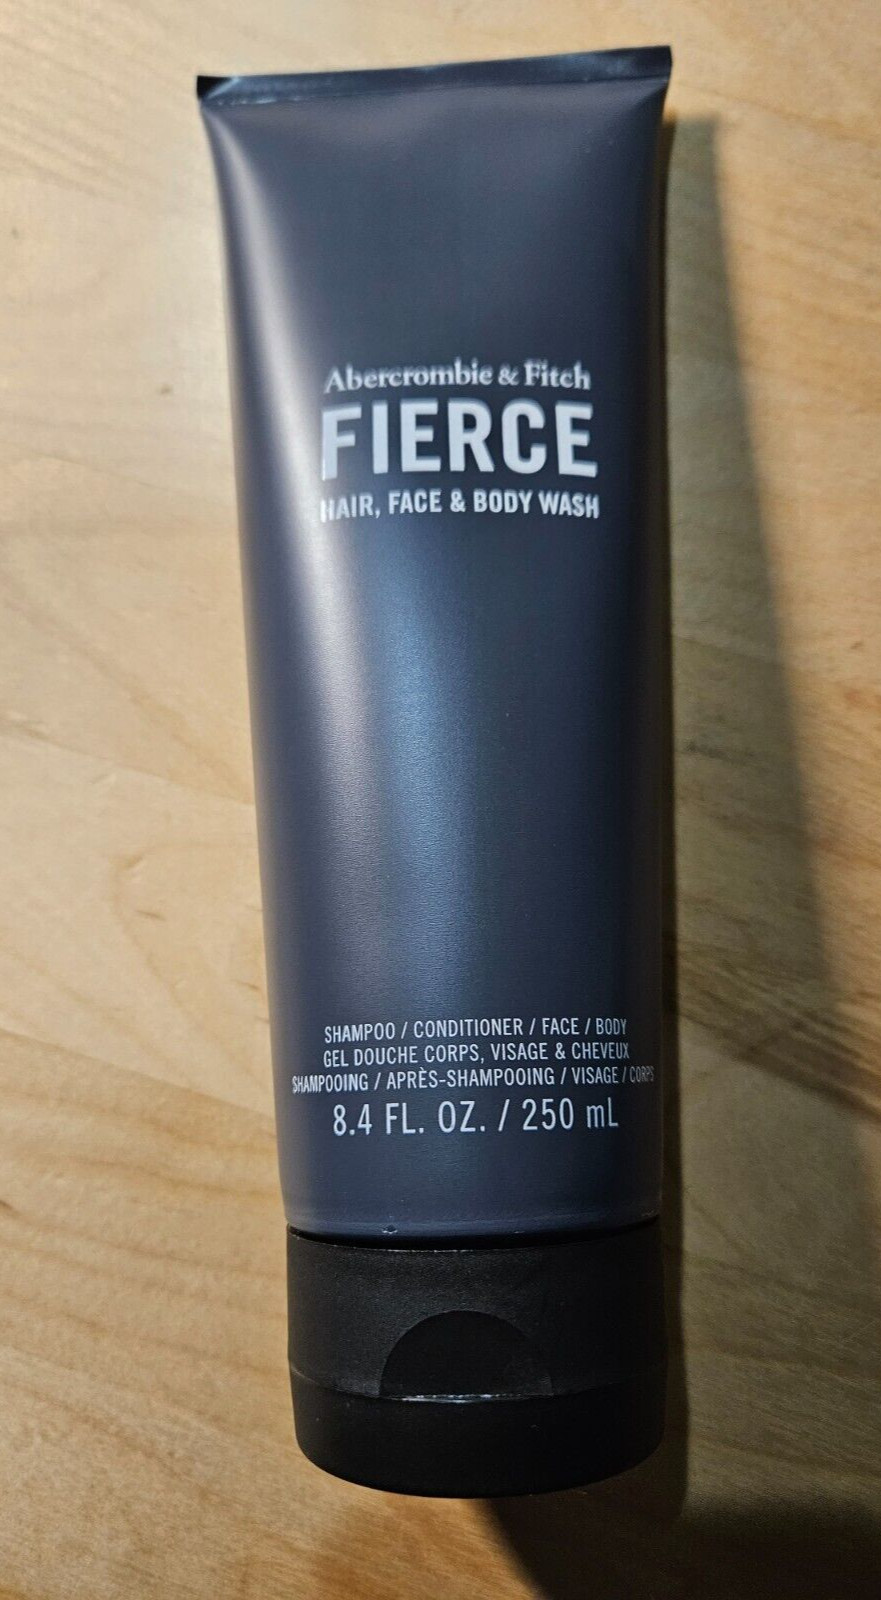 Abercrombie & Fitch
FIERCE
HAIR, FACE & BODY WASH
SHAMPOO / CONDITIONER / FACE / BODY
GEL DOUCHE CORPS, VISAGE & CHEVEUX
SHAMPOOING / APRÈS-SHAMPOOING / VISAGE / CORPS
8.4 FL. OZ. / 250 mL